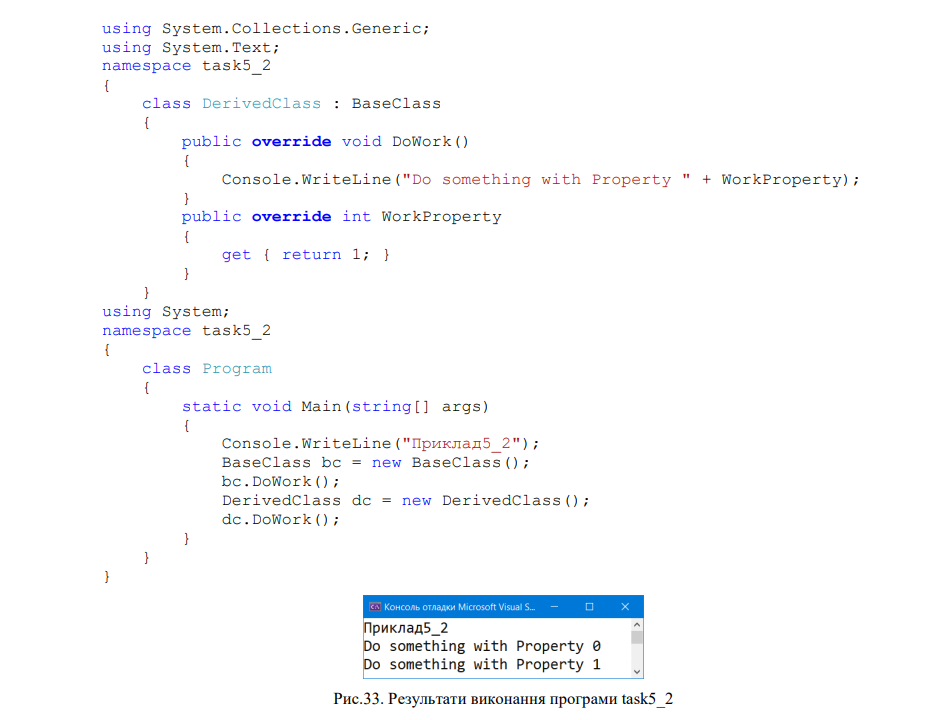 using System.Collections.Generic;
using System.Text;
namespace task5_2
{
    class DerivedClass : BaseClass
    {
        public override void DoWork()
        {
            Console.WriteLine("Do something with Property " + WorkProperty);
        }
        public override int WorkProperty
        {
            get { return 1; }
        }
    }
using System;
namespace task5_2
{
    class Program
    {
        static void Main(string[] args)
        {
            Console.WriteLine("Приклад5_2");
            BaseClass bc = new BaseClass();
            bc.DoWork();
            DerivedClass dc = new DerivedClass();
            dc.DoWork();
        }
    }
}
Консоль отладки Microsoft Visual S...
Приклад5_2
Do something with Property 0
Do something with Property 1
Рис.33. Результати виконання програми task5_2